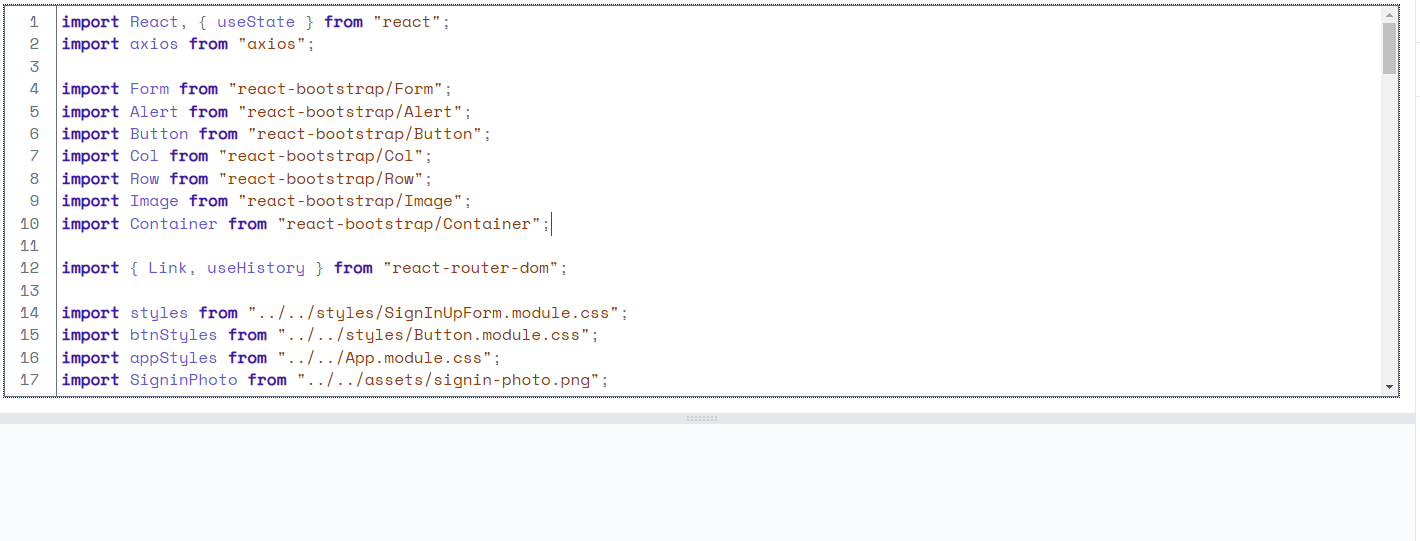 1 import React, { useState } from "react";
2 import axios from "axios";
3
4 import Form from "react-bootstrap/Form";
5 import Alert from "react-bootstrap/Alert";
6 import Button from "react-bootstrap/Button";
7 import Col from "react-bootstrap/Col";
8 import Row from "react-bootstrap/Row";
9 import Image from "react-bootstrap/Image";
10 import Container from "react-bootstrap/Container";
11
12 import { Link, useHistory } from "react-router-dom";
13
14 import styles from "../../styles/SignInUpForm.module.css";
15 import btnStyles from "../../styles/Button.module.css";
16 import appStyles from "../../App.module.css";
17 import SigninPhoto from "../../assets/signin-photo.png";